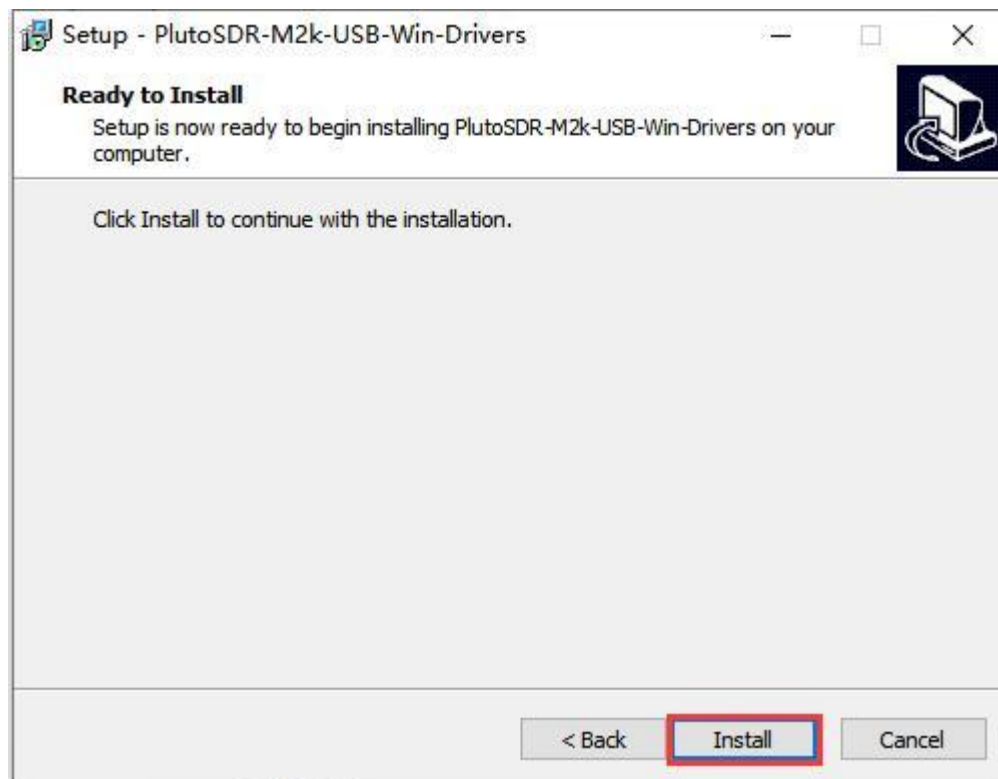 Setup - PlutoSDR-M2k-USB-Win-Drivers
Ready to Install
Setup is now ready to begin installing PlutoSDR-M2k-USB-Win-Drivers on your
computer.
Click Install to continue with the installation.
< Back Install Cancel